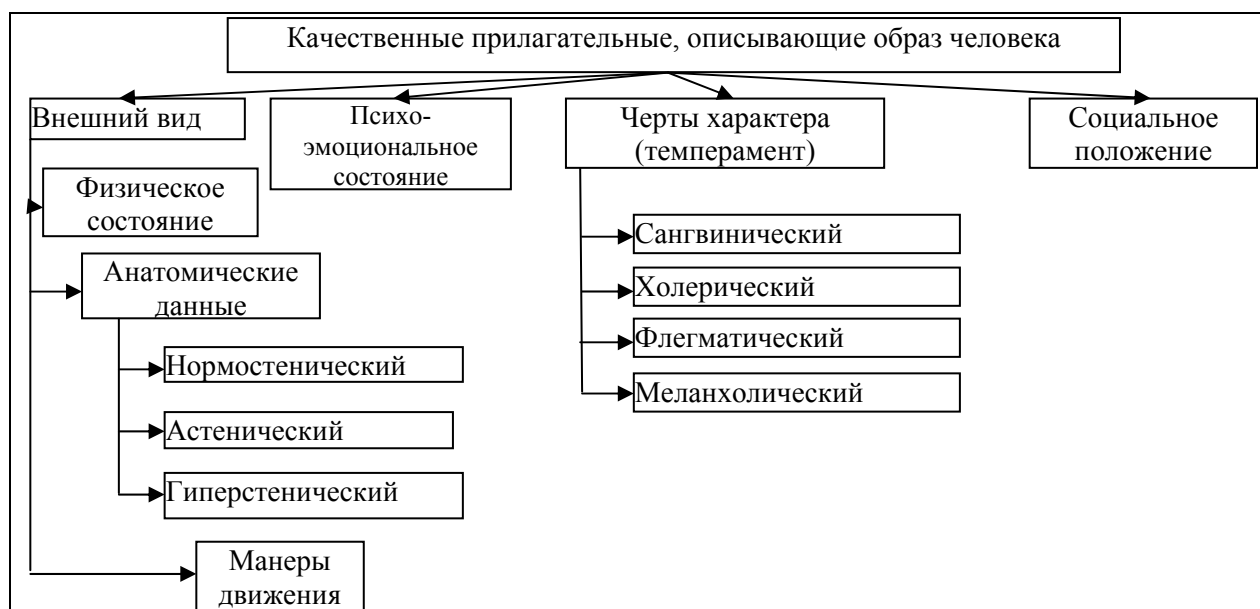 Качественные прилагательные, описывающие образ человека
Внешний вид
Психо-
эмоциональное
состояние
Черты характера
(темперамент)
Социальное
положение
Физическое
состояние
Анатомические
данные
Нормостенический
Астенический
Гиперстенический
Манеры
движения
Сангвинический
Холерический
Флегматический
Меланхолический